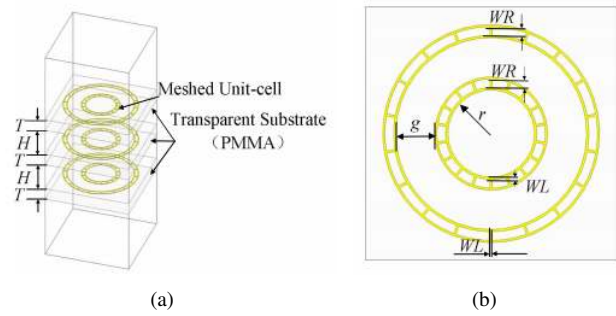 Meshed Unit-cell
Transparent Substrate
(PMMA)
T
H
T
H
T
(a)
WR
WR
r
g
WL
WL
(b)